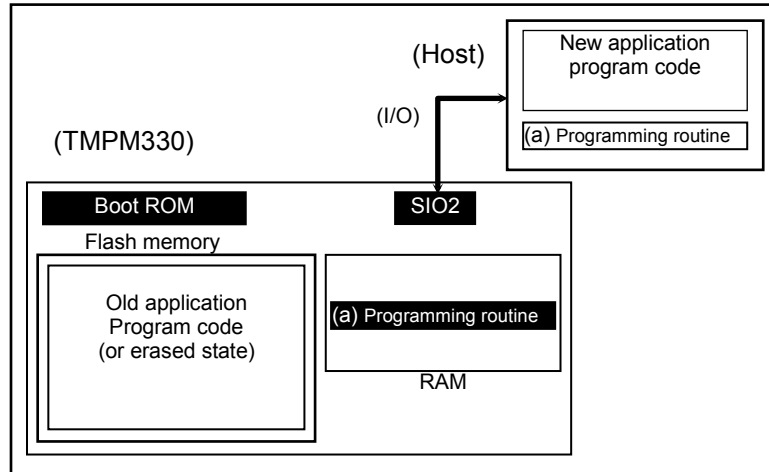 (Host)
New application
program code
(I/O)
(a) Programming routine
(TMPM330)
Boot ROM
SIO2
Flash memory
Old application
Program code
(or erased state)
(a) Programming routine
RAM